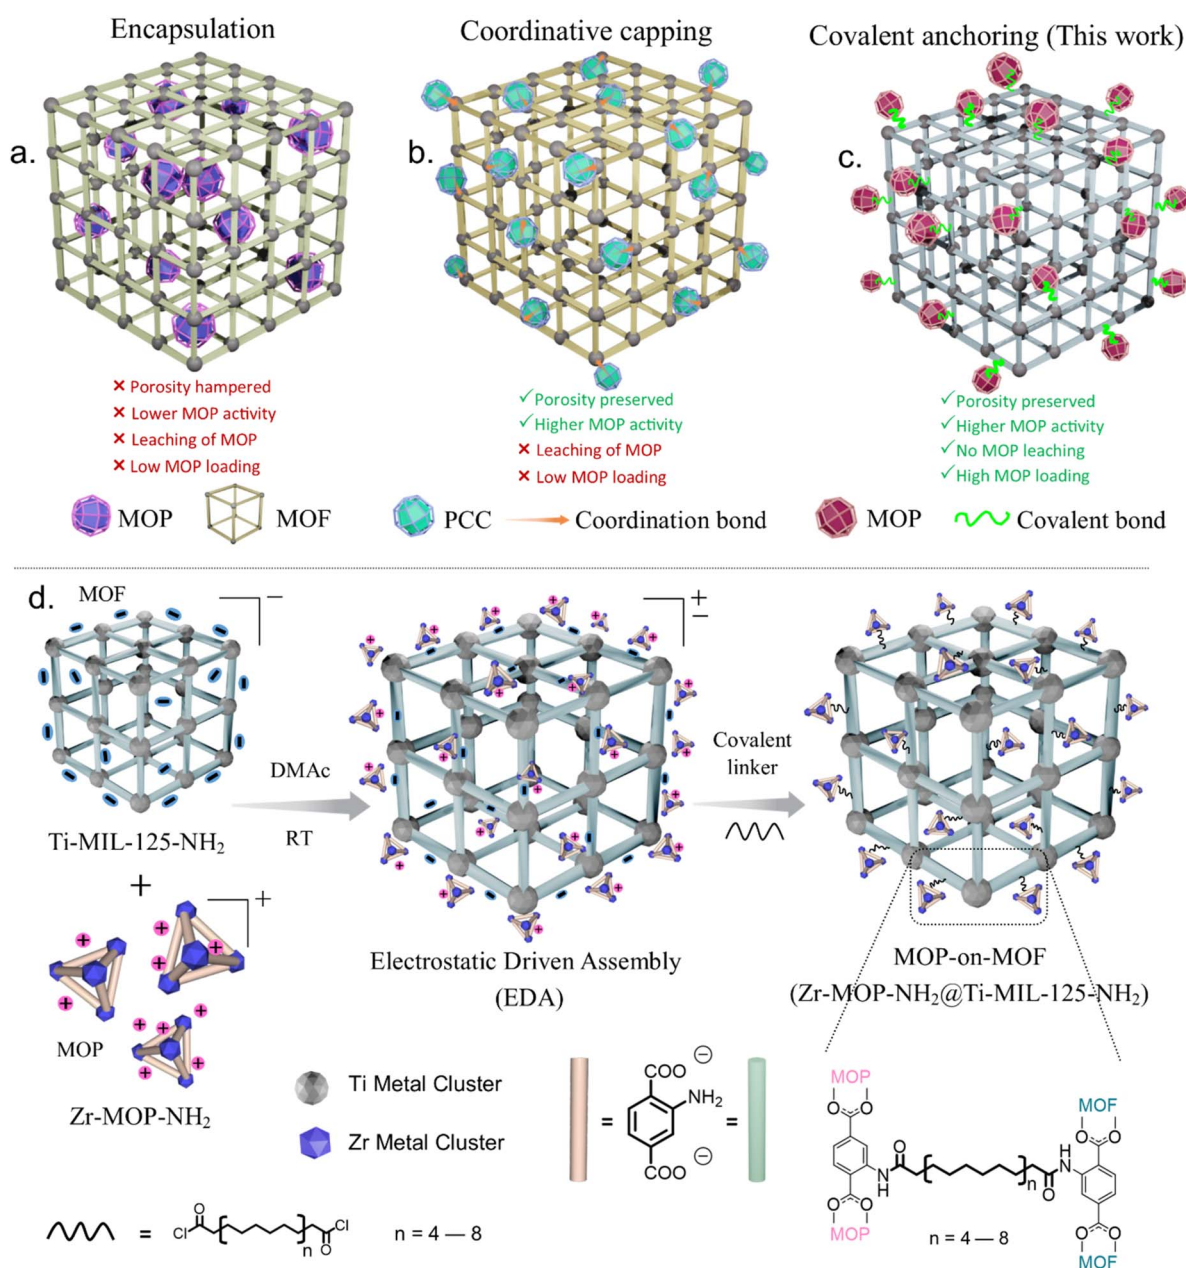 Encapsulation
Coordinative capping
Covalent anchoring (This work)
a.
b.
c.
× Porosity hampered
× Lower MOP activity
× Leaching of MOP
× Low MOP loading
✓Porosity preserved
✓Higher MOP activity
× Leaching of MOP
× Low MOP loading
✓Porosity preserved
✓Higher MOP activity
✓No MOP leaching
✓High MOP loading
MOP
MOF
PCC
Coordination bond
MOP
Covalent bond
d.
MOF
−
Ti-MIL-125-NH₂
+
+
MOP
Zr-MOP-NH₂
DMAc
RT
+
−
Electrostatic Driven Assembly
(EDA)
Covalent
linker
MOP-on-MOF
(Zr-MOP-NH₂@Ti-MIL-125-NH₂)
Ti Metal Cluster
Zr Metal Cluster
=
COO ⊖
NH₂
COO ⊖
=
=
Cl
O
n
O
Cl
n = 4 — 8
MOP
O O
O O
MOP
N
H
O
n
O
H
N
MOF
O O
O O
MOF
n = 4 — 8